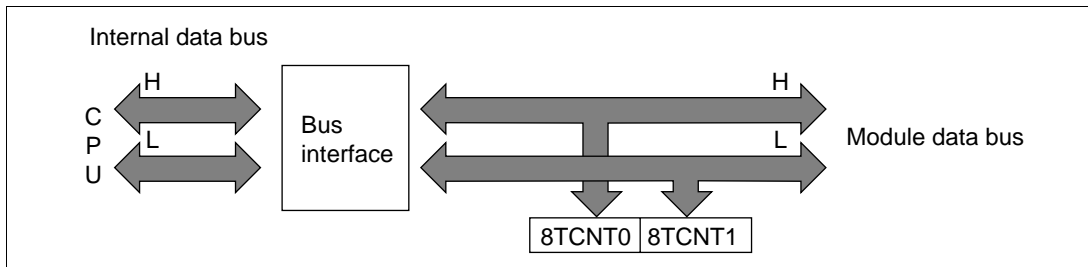 Internal data bus
H
H
C
P
U
Bus
interface
L
L
Module data bus
8TCNT0
8TCNT1